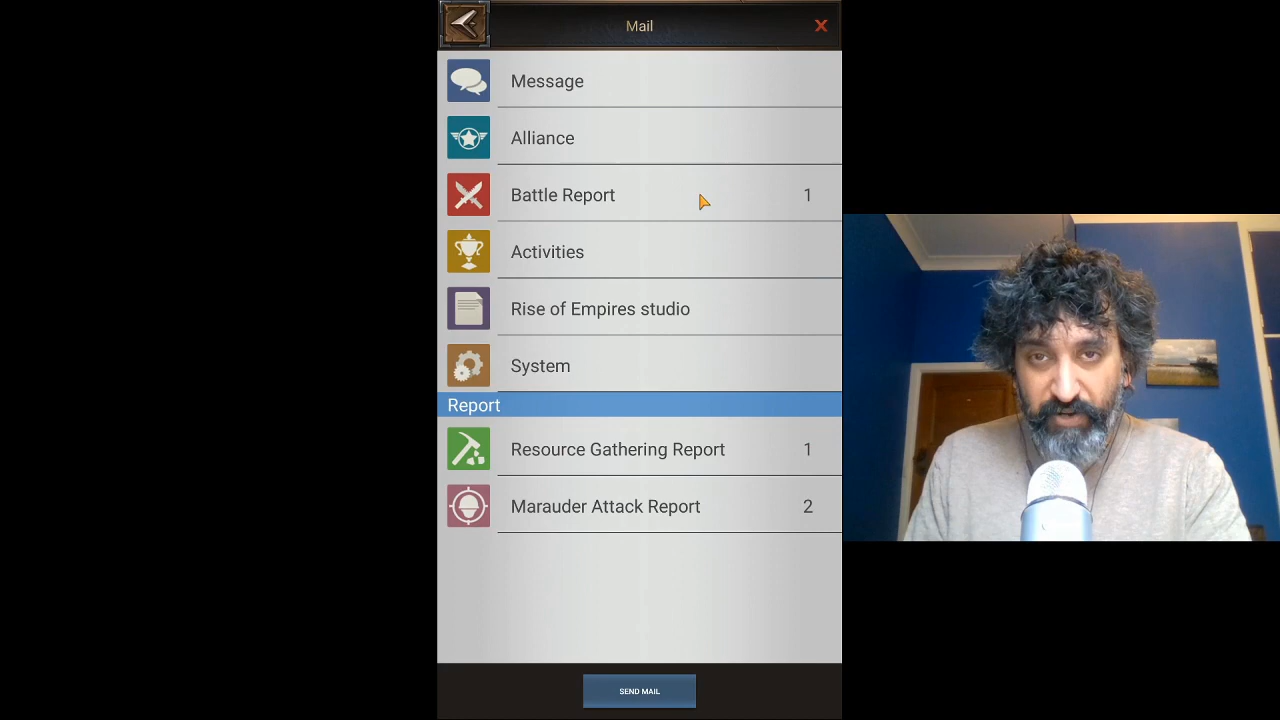 Mail
Message
Alliance
Battle Report 1
Activities
Rise of Empires studio
System
Report
Resource Gathering Report 1
Marauder Attack Report 2
SEND MAIL